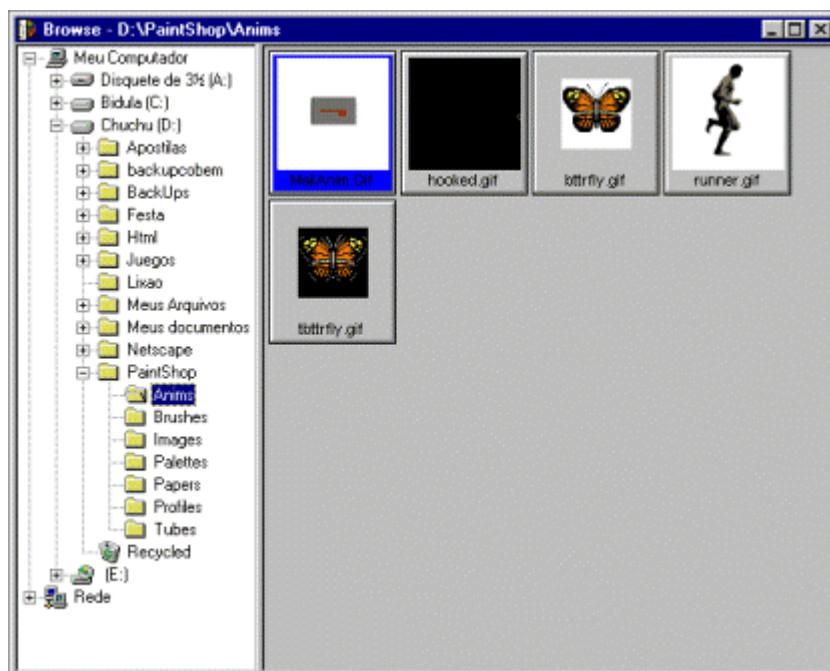 Browse - D:\PaintShop\Anims
Meu Computador
Disquete de 3½ (A:)
Bidula (C:)
Chuchu (D:)
Apostilas
backupcobem
BackUps
Festa
Html
Juegos
Lixao
Meus Arquivos
Meus documentos
Netscape
PaintShop
Anims
Brushes
Images
Palettes
Papers
Profiles
Tubes
Recycled
(E:)
Rede
MailAnim.Gif
hooked.gif
bttrfly.gif
runner.gif
tbttrfly.gif